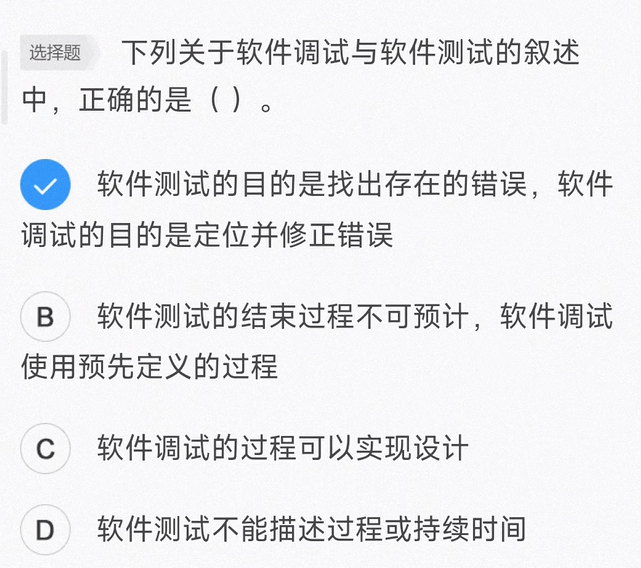 选择题 下列关于软件调试与软件测试的叙述
中，正确的是（ ）。
软件测试的目的是找出存在的错误，软件
调试的目的是定位并修正错误
B 软件测试的结束过程不可预计，软件调试
使用预先定义的过程
C 软件调试的过程可以实现设计
D 软件测试不能描述过程或持续时间